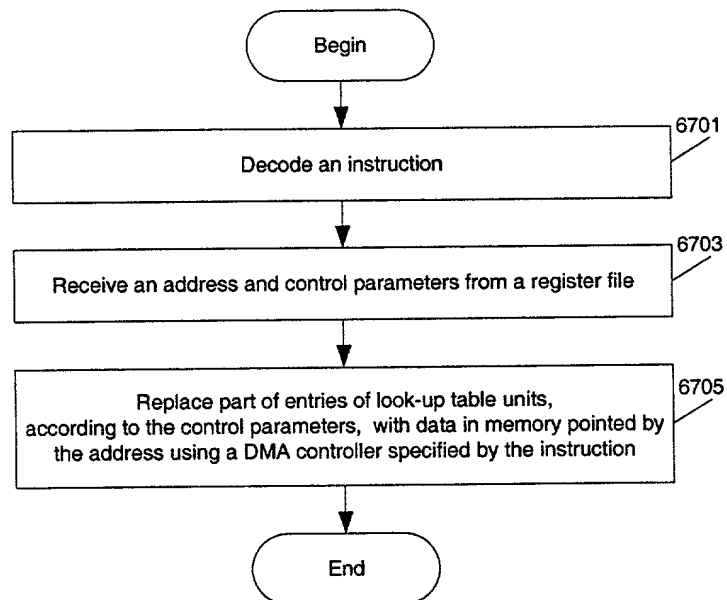 Begin
6701
Decode an instruction
6703
Receive an address and control parameters from a register file
6705
Replace part of entries of look-up table units,
according to the control parameters, with data in memory pointed by
the address using a DMA controller specified by the instruction
End